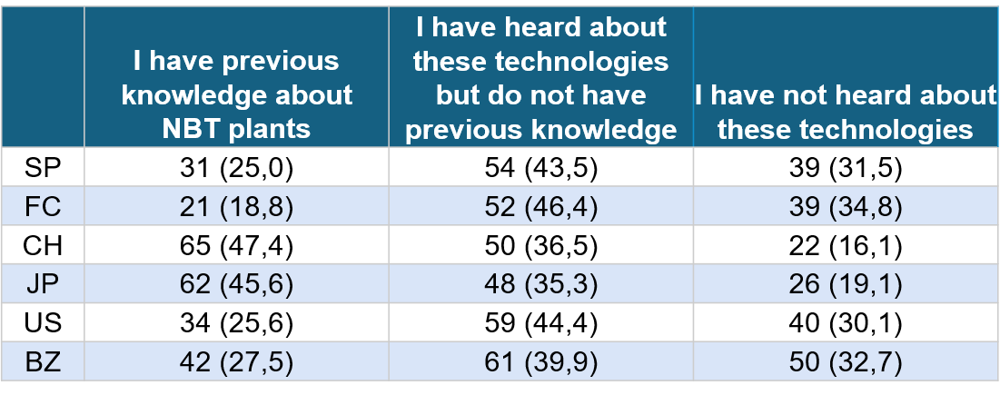 I have previous
knowledge about
NBT plants
I have heard about
these technologies
but do not have
previous knowledge
I have not heard about
these technologies
SP 31 (25,0) 54 (43,5) 39 (31,5)
FC 21 (18,8) 52 (46,4) 39 (34,8)
CH 65 (47,4) 50 (36,5) 22 (16,1)
JP 62 (45,6) 48 (35,3) 26 (19,1)
US 34 (25,6) 59 (44,4) 40 (30,1)
BZ 42 (27,5) 61 (39,9) 50 (32,7)